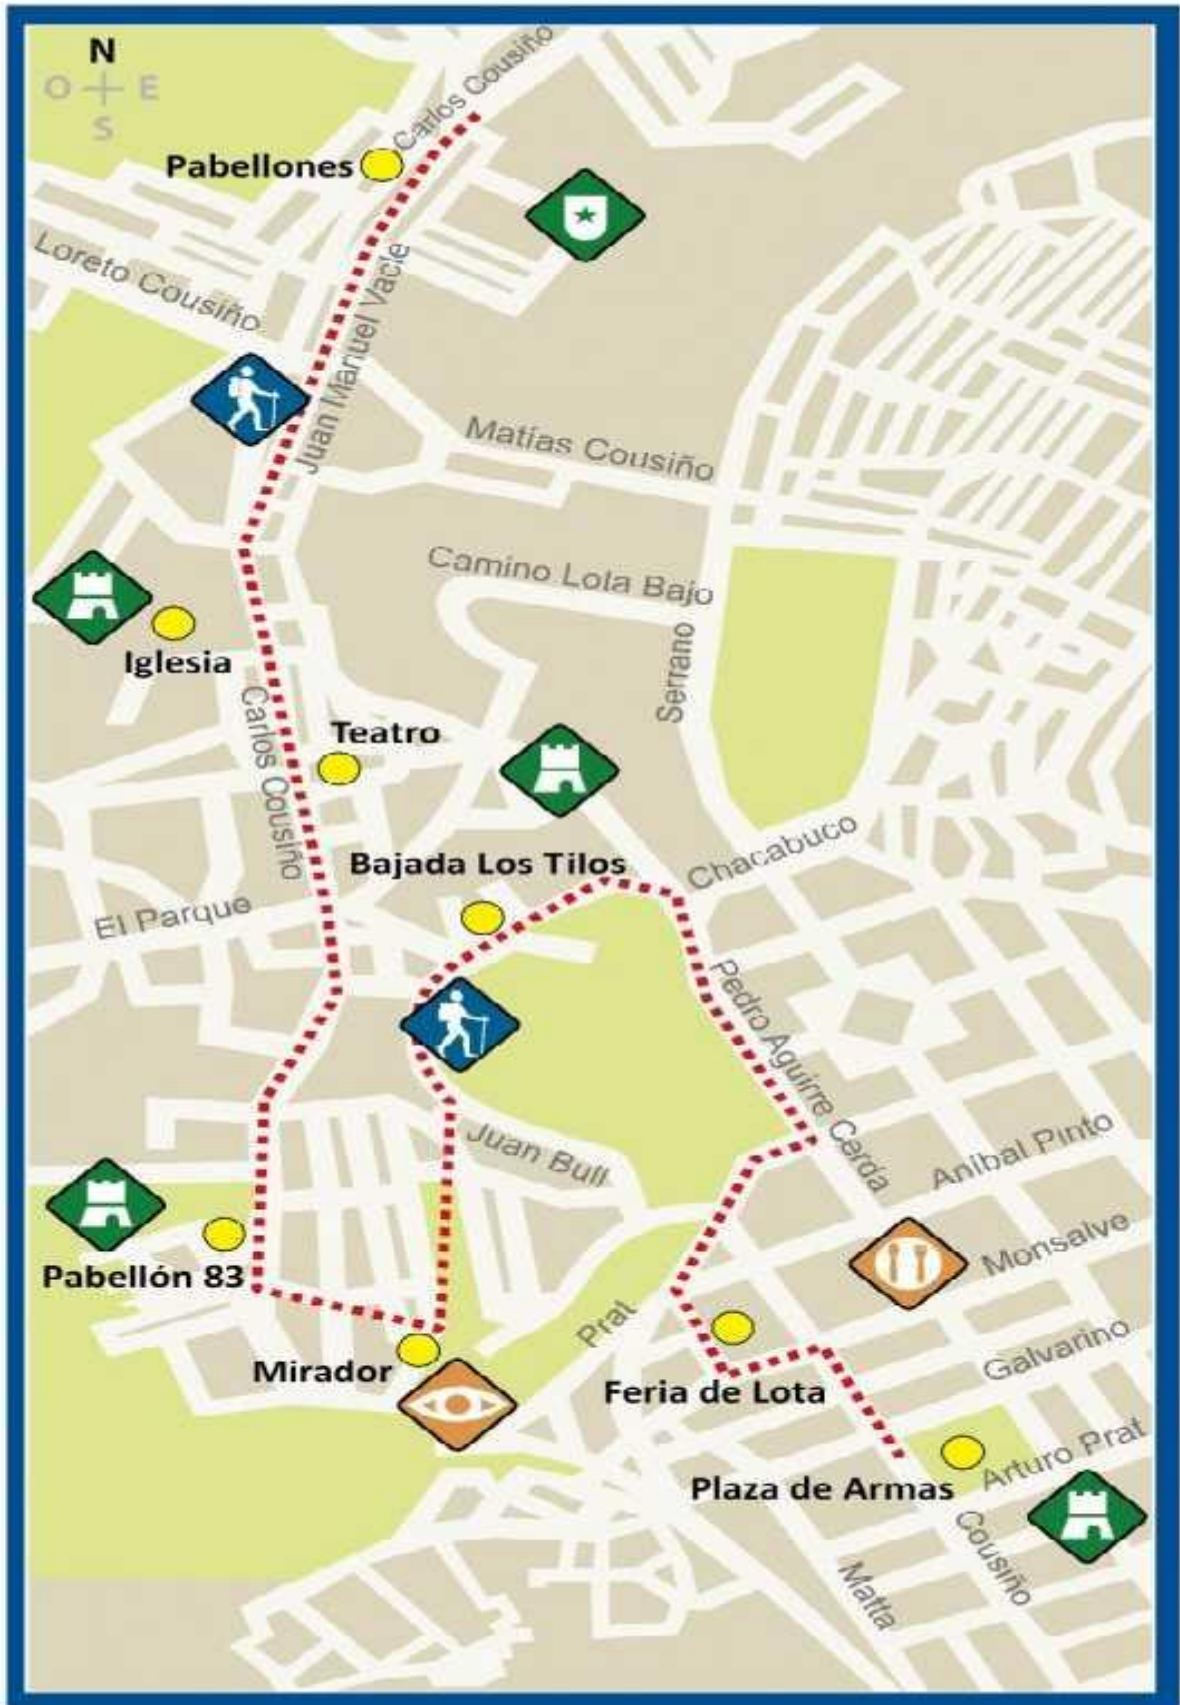 N
O E
S
Carlos Cousiño
Pabellones
Loreto Cousiño
Juan Manuel Vacle
Matías Cousiño
Camino Lota Bajo
Serrano
Iglesia
Carlos Cousiño
Teatro
Chacabuco
Bajada Los Tilos
El Parque
Pedro Aguirre Cerda
Juan Bull
Aníbal Pinto
Monsalve
Pabellón 83
Prat
Galvarino
Mirador
Feria de Lota
Arturo Prat
Plaza de Armas
Cousiño
Matta